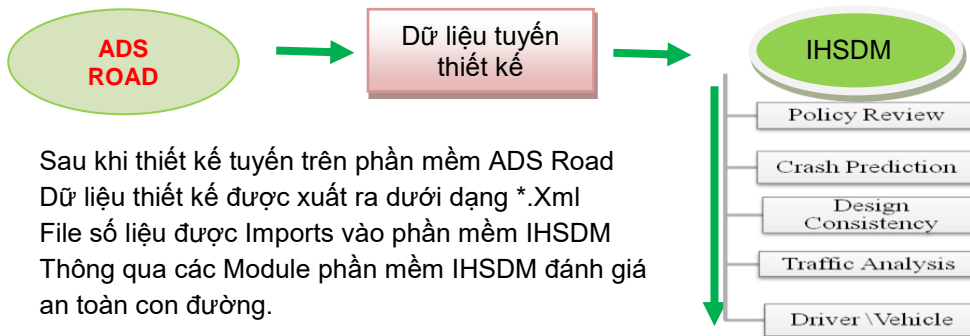 ADS
ROAD
Dữ liệu tuyến
thiết kế
IHSDM
Policy Review
Crash Prediction
Design
Consistency
Traffic Analysis
Driver \Vehicle
Sau khi thiết kế tuyến trên phần mềm ADS Road
Dữ liệu thiết kế được xuất ra dưới dạng *.Xml
File số liệu được Imports vào phần mềm IHSDM
Thông qua các Module phần mềm IHSDM đánh giá
an toàn con đường.